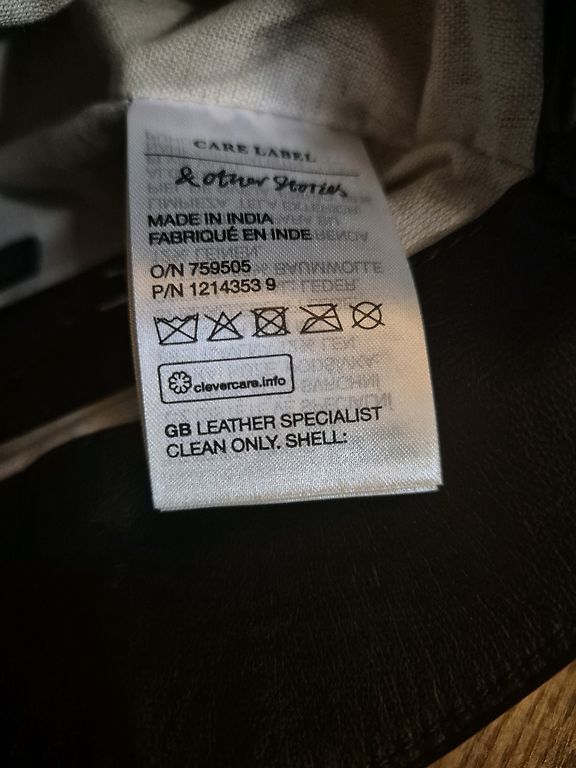 CARE LABEL
& other Stories
MADE IN INDIA
FABRIQUÉ EN INDE
O/N 759505
P/N 1214353 9
clevercare.info
GB LEATHER SPECIALIST
CLEAN ONLY. SHELL: